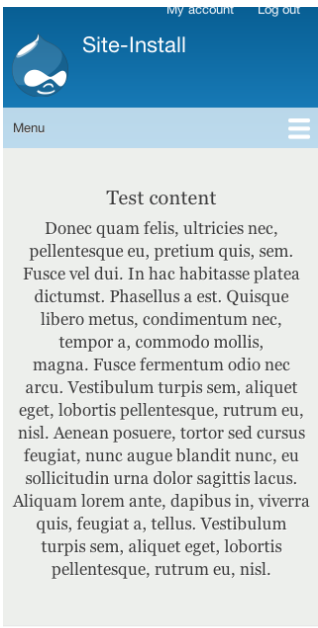 My account Log out
Site-Install
Menu
Test content
Donec quam felis, ultricies nec,
pellentesque eu, pretium quis, sem.
Fusce vel dui. In hac habitasse platea
dictumst. Phasellus a est. Quisque
libero metus, condimentum nec,
tempor a, commodo mollis,
magna. Fusce fermentum odio nec
arcu. Vestibulum turpis sem, aliquet
eget, lobortis pellentesque, rutrum eu,
nisl. Aenean posuere, tortor sed cursus
feugiat, nunc augue blandit nunc, eu
sollicitudin urna dolor sagittis lacus.
Aliquam lorem ante, dapibus in, viverra
quis, feugiat a, tellus. Vestibulum
turpis sem, aliquet eget, lobortis
pellentesque, rutrum eu, nisl.